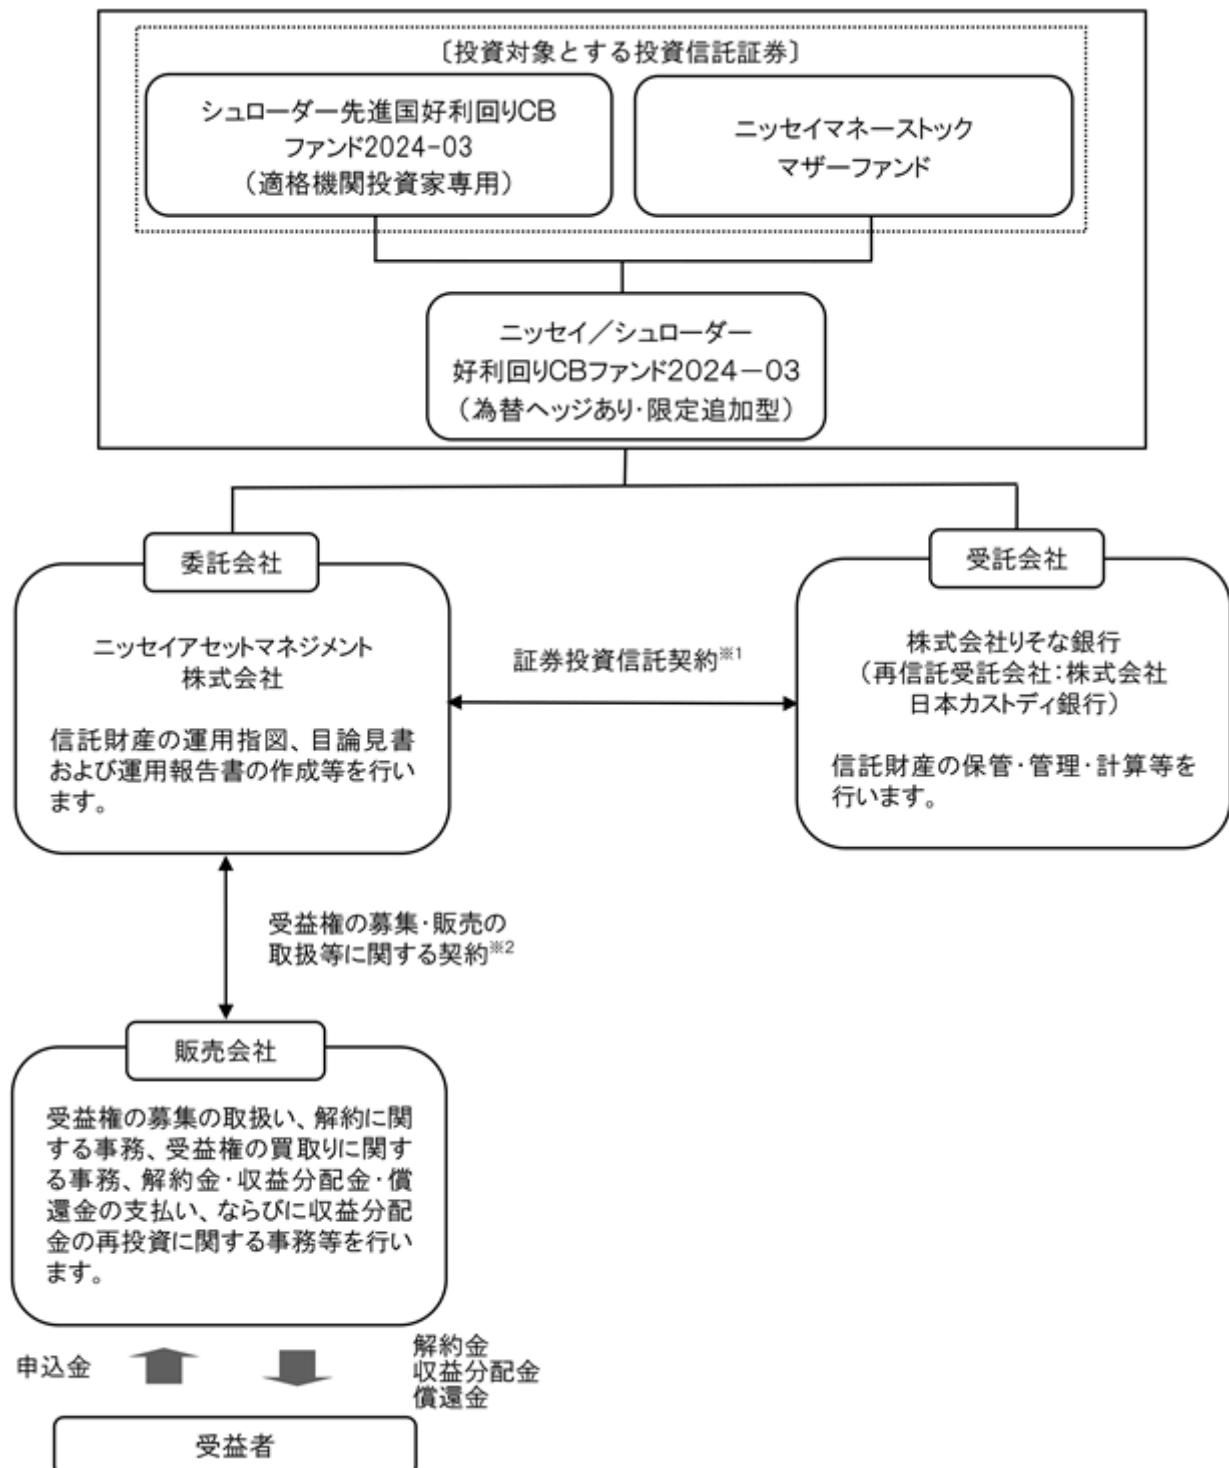 〔投資対象とする投資信託証券〕
シュローダー先進国好利回りCB
ファンド2024-03
（適格機関投資家専用）
ニッセイマネーストック
マザーファンド
ニッセイ／シュローダー
好利回りCBファンド2024－03
（為替ヘッジあり・限定追加型）
委託会社
ニッセイアセットマネジメント
株式会社
信託財産の運用指図、目論見書
および運用報告書の作成等を行い
ます。
証券投資信託契約※1
受託会社
株式会社りそな銀行
（再信託受託会社：株式会社
日本カストディ銀行）
信託財産の保管・管理・計算等を
行います。
受益権の募集・販売の
取扱等に関する契約※2
販売会社
受益権の募集の取扱い、解約に関
する事務、受益権の買取りに関す
る事務、解約金・収益分配金・償
還金の支払い、ならびに収益分配
金の再投資に関する事務等を行い
ます。
申込金
解約金
収益分配金
償還金
受益者